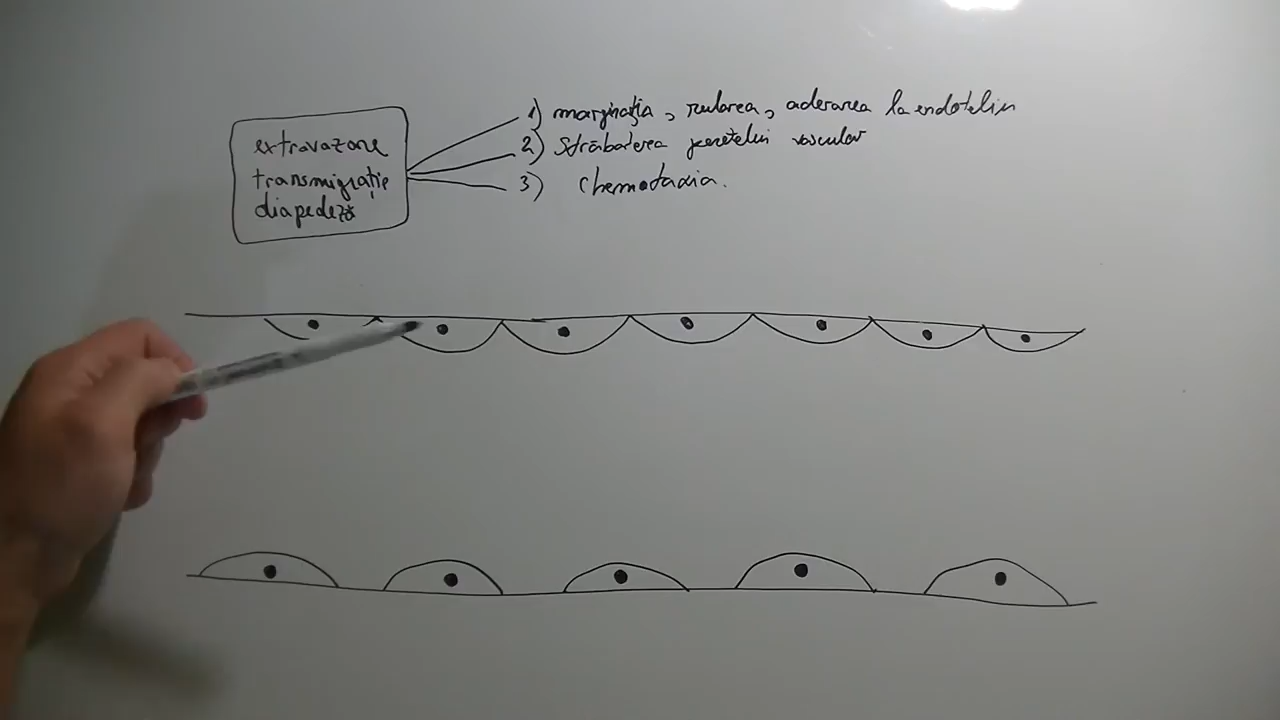 extravazare
transmigrație
diapedeză
1) marginația, rularea, aderarea la endoteliu
2) Străbaterea peretelui vascular
3) Chemotaxia.